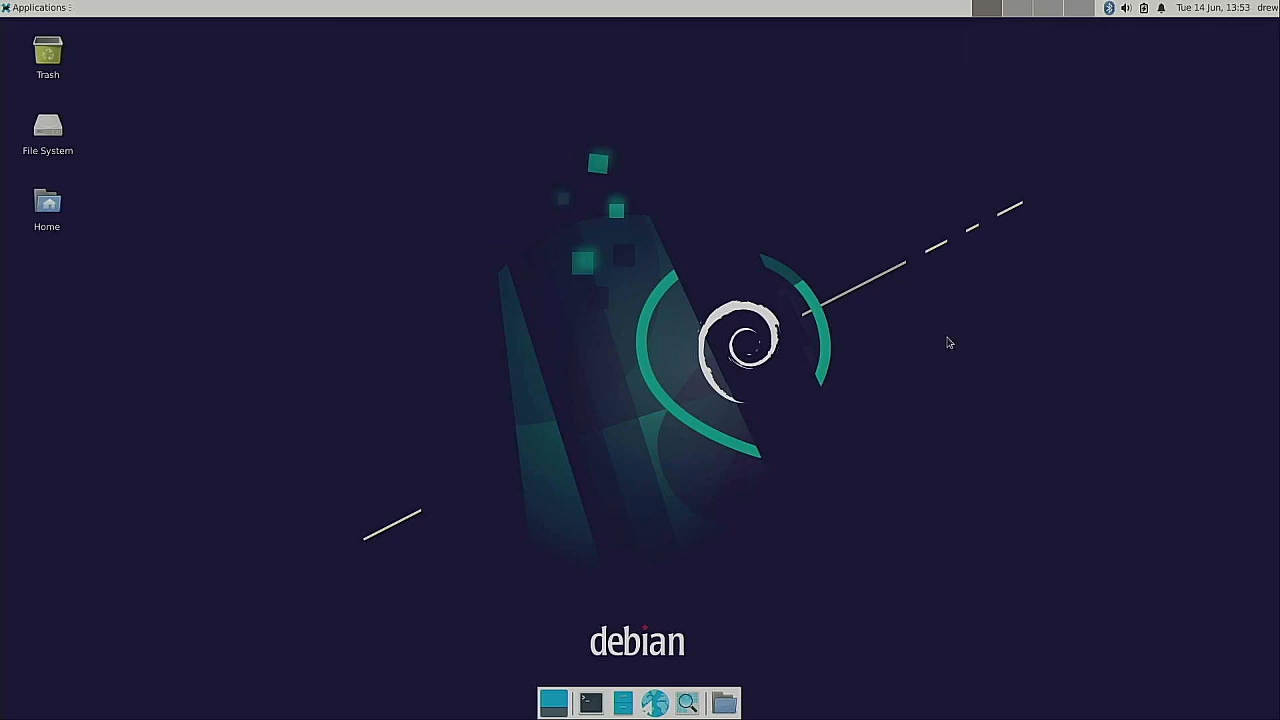 Applications
Tue 14 Jun, 13:53
drew
Trash
File System
Home
debian